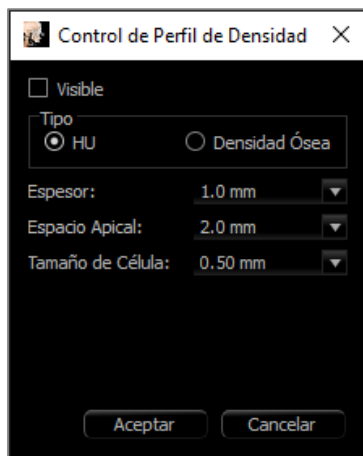 Control de Perfil de Densidad
Visible
Tipo
HU Densidad Ósea
Espesor: 1.0 mm
Espacio Apical: 2.0 mm
Tamaño de Célula: 0.50 mm
Aceptar Cancelar